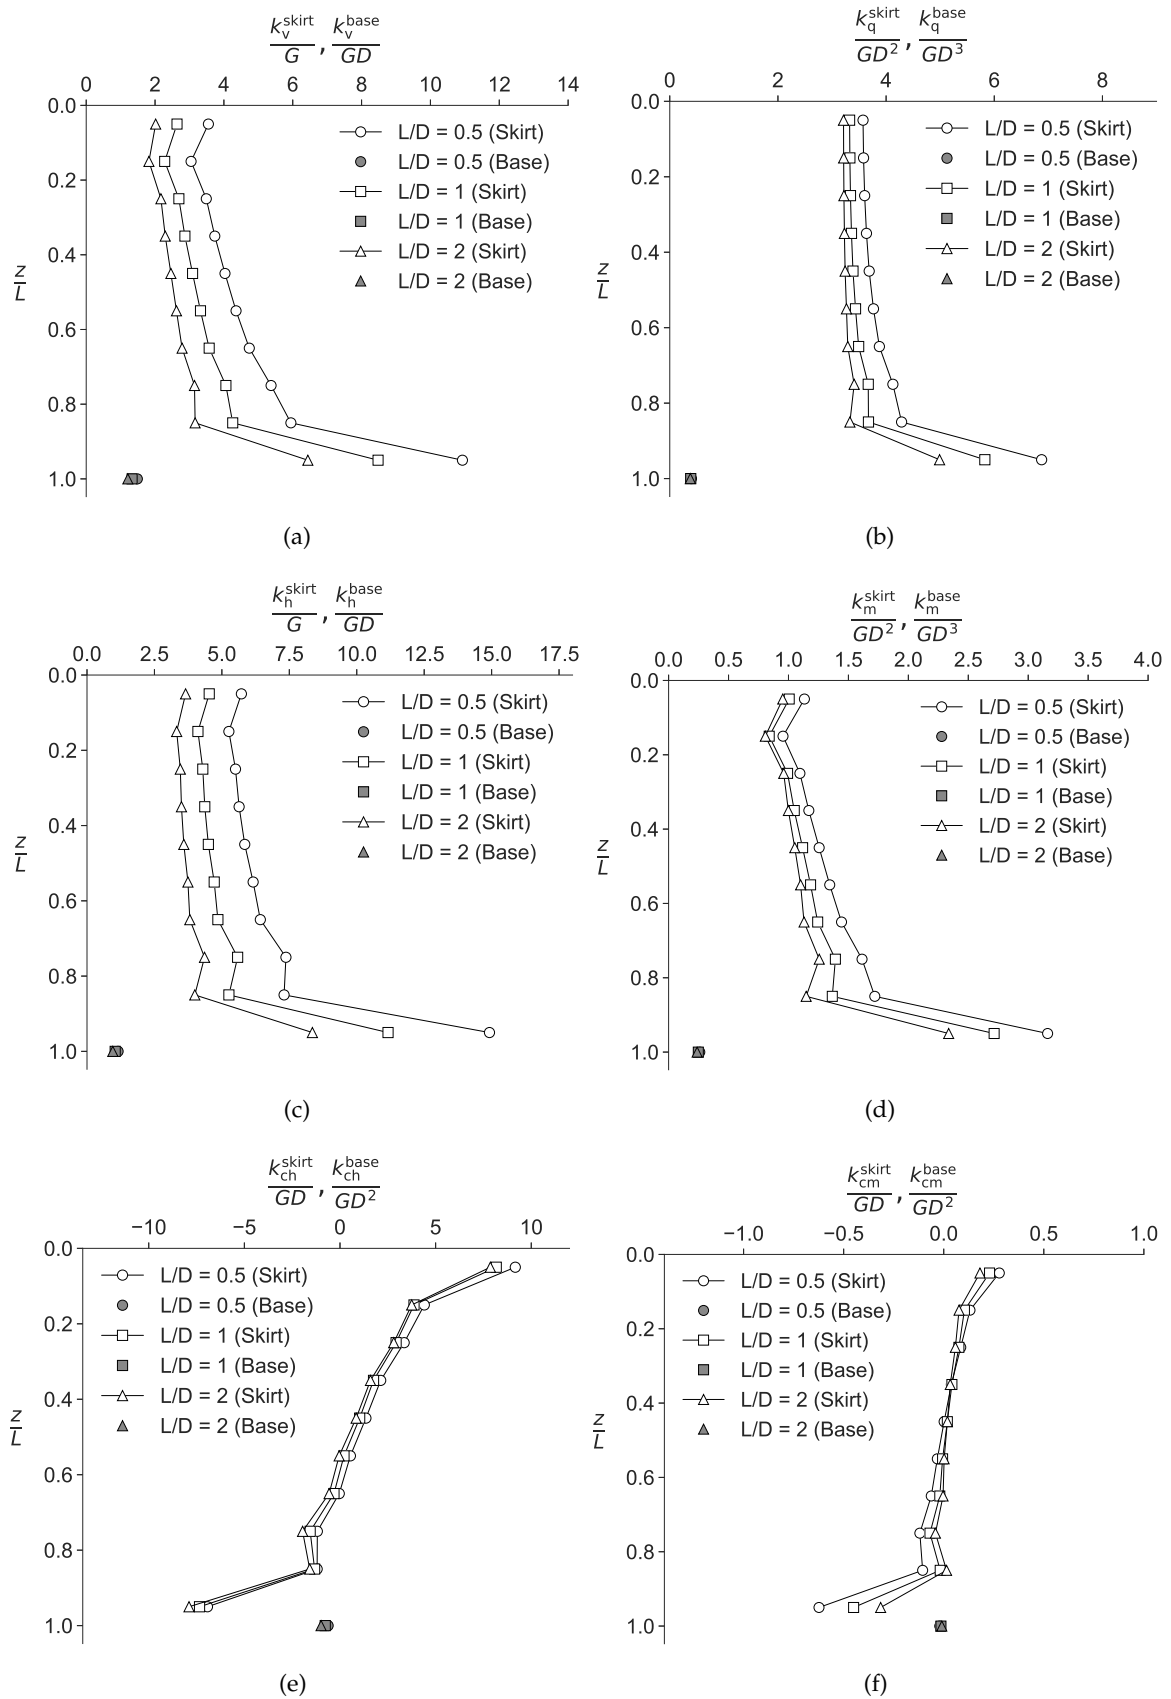 k_v^skirt/G, k_v^base/GD
0 2 4 6 8 10 12 14
0.0
0.2
0.4
0.6
0.8
1.0
z/L
L/D = 0.5 (Skirt)
L/D = 0.5 (Base)
L/D = 1 (Skirt)
L/D = 1 (Base)
L/D = 2 (Skirt)
L/D = 2 (Base)
(a)
k_q^skirt/GD², k_q^base/GD³
0 2 4 6 8
0.0
0.2
0.4
0.6
0.8
1.0
z/L
L/D = 0.5 (Skirt)
L/D = 0.5 (Base)
L/D = 1 (Skirt)
L/D = 1 (Base)
L/D = 2 (Skirt)
L/D = 2 (Base)
(b)
k_h^skirt/G, k_h^base/GD
0.0 2.5 5.0 7.5 10.0 12.5 15.0 17.5
0.0
0.2
0.4
0.6
0.8
1.0
z/L
L/D = 0.5 (Skirt)
L/D = 0.5 (Base)
L/D = 1 (Skirt)
L/D = 1 (Base)
L/D = 2 (Skirt)
L/D = 2 (Base)
(c)
k_m^skirt/GD², k_m^base/GD³
0.0 0.5 1.0 1.5 2.0 2.5 3.0 3.5 4.0
0.0
0.2
0.4
0.6
0.8
1.0
z/L
L/D = 0.5 (Skirt)
L/D = 0.5 (Base)
L/D = 1 (Skirt)
L/D = 1 (Base)
L/D = 2 (Skirt)
L/D = 2 (Base)
(d)
k_ch^skirt/GD, k_ch^base/GD²
−10 −5 0 5 10
0.0
0.2
0.4
0.6
0.8
1.0
z/L
L/D = 0.5 (Skirt)
L/D = 0.5 (Base)
L/D = 1 (Skirt)
L/D = 1 (Base)
L/D = 2 (Skirt)
L/D = 2 (Base)
(e)
k_cm^skirt/GD, k_cm^base/GD²
−1.0 −0.5 0.0 0.5 1.0
0.0
0.2
0.4
0.6
0.8
1.0
z/L
L/D = 0.5 (Skirt)
L/D = 0.5 (Base)
L/D = 1 (Skirt)
L/D = 1 (Base)
L/D = 2 (Skirt)
L/D = 2 (Base)
(f)